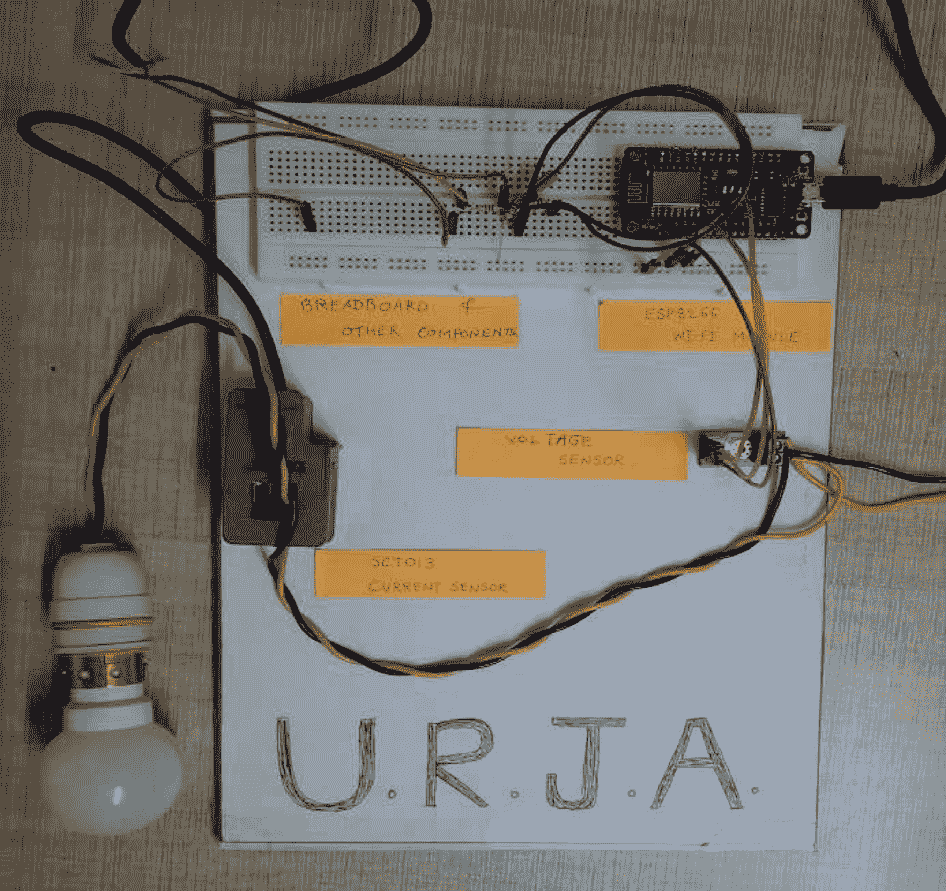 BREADBOARD &
OTHER COMPONENTS
ESP8266
WI-FI MODULE
VOLTAGE
SENSOR
SCT013
CURRENT SENSOR
U.R.J.A.